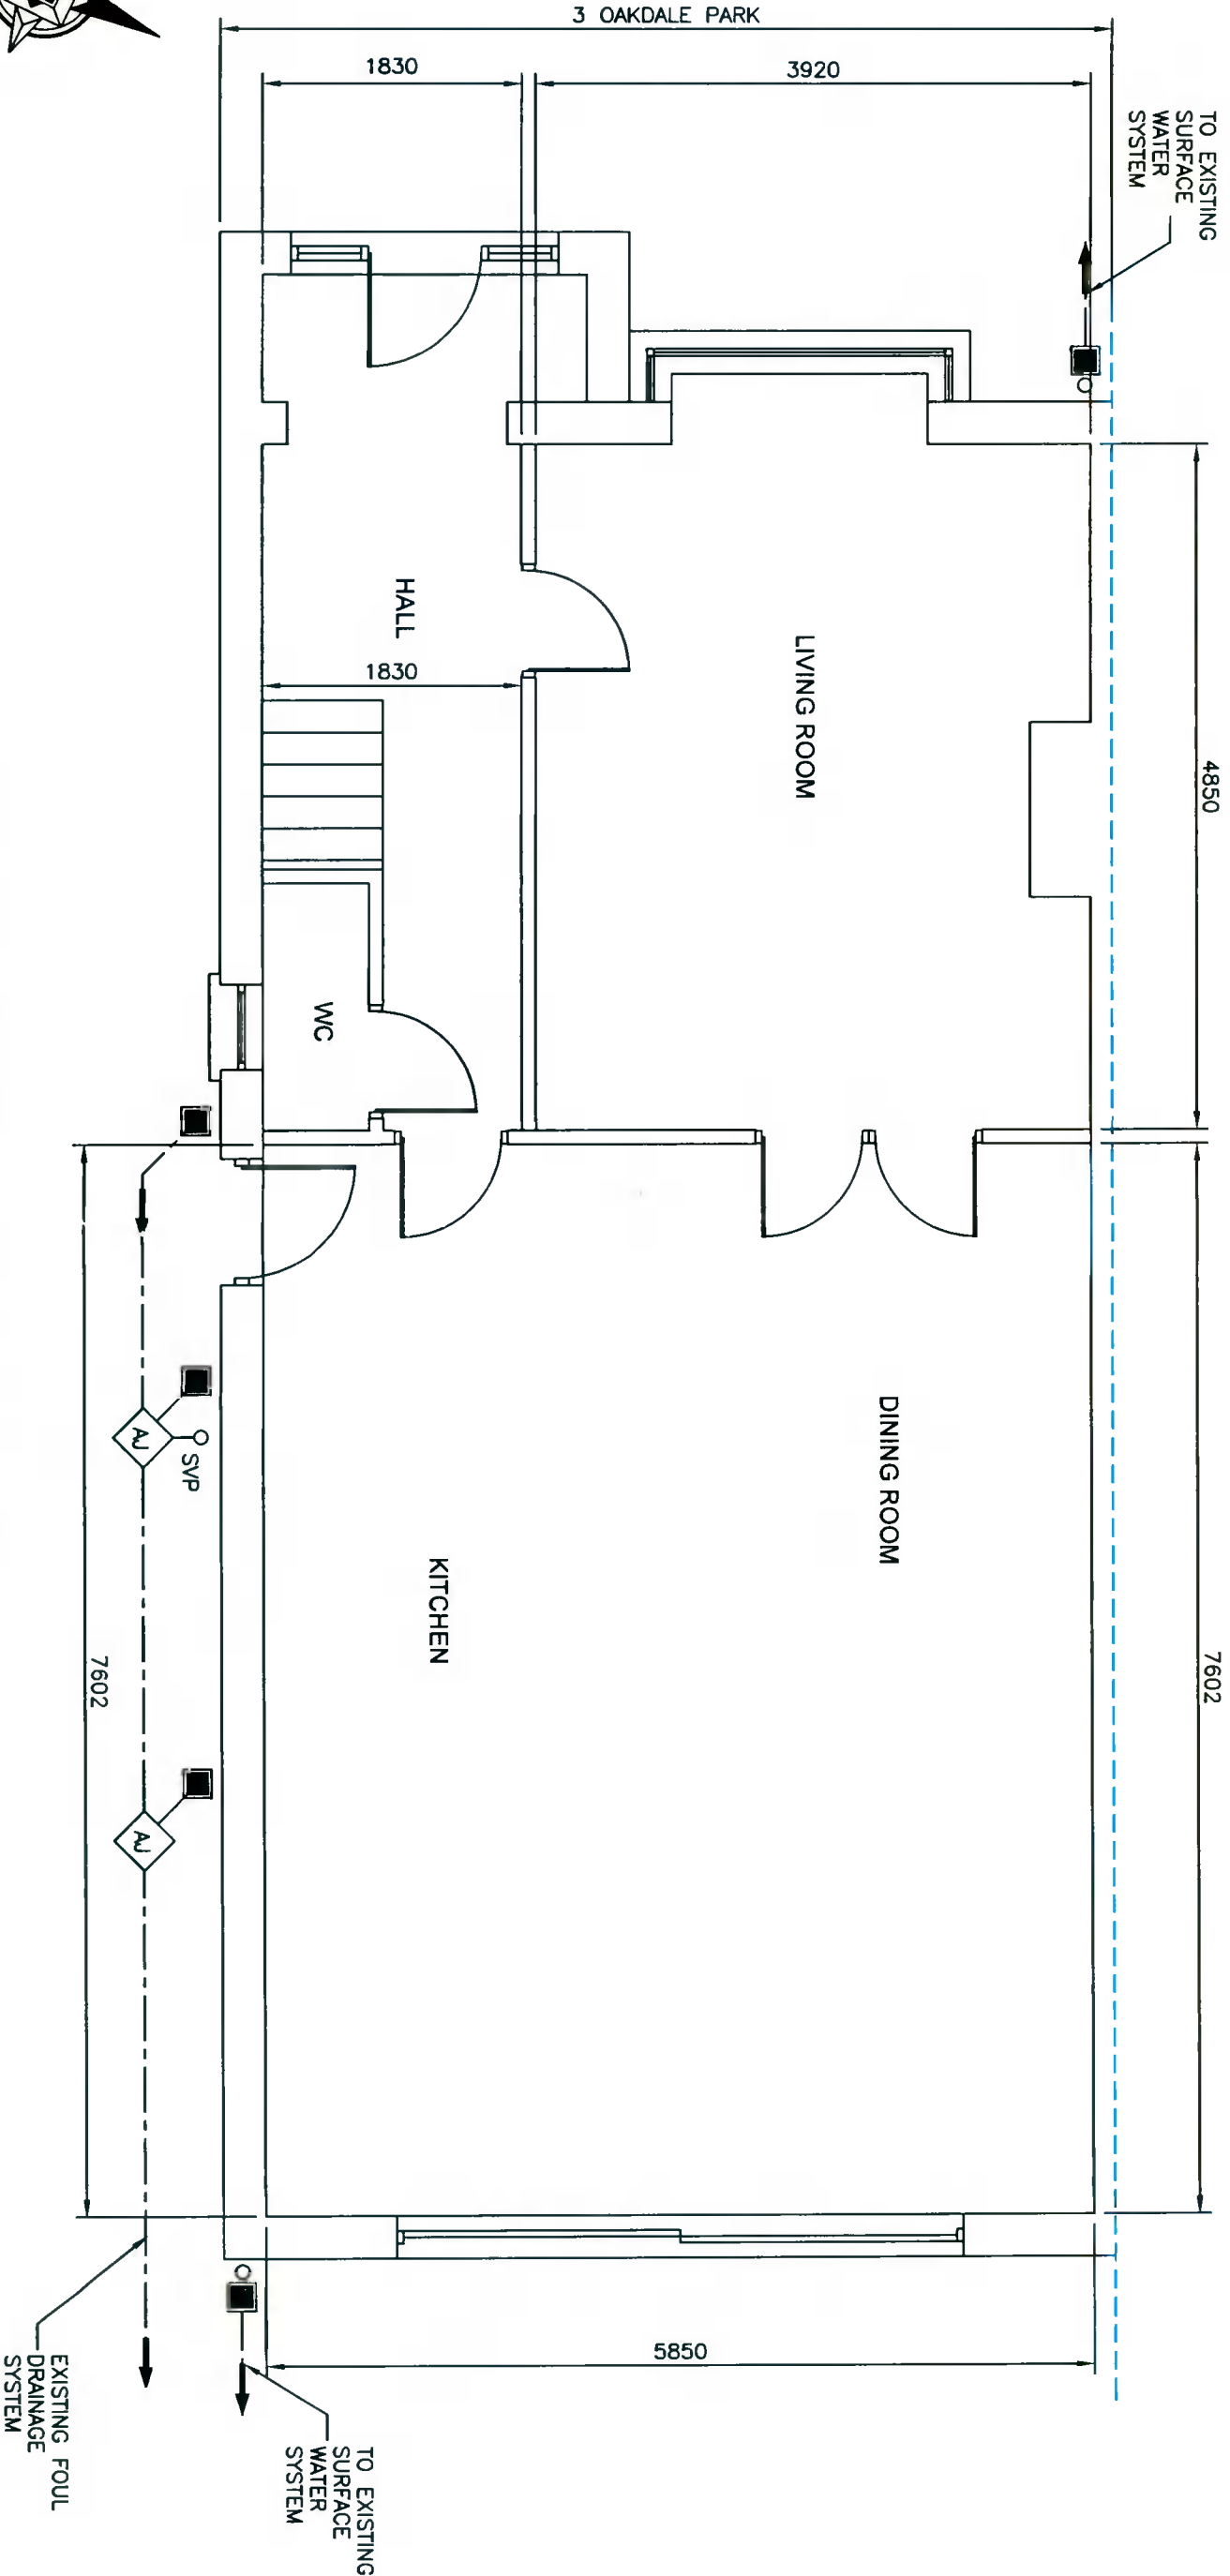 3 OAKDALE PARK
1830
3920
TO EXISTING
SURFACE
WATER
SYSTEM
HALL
1830
LIVING ROOM
4850
WC
DINING ROOM
KITCHEN
SVP
AJ
AJ
7602
7602
5850
EXISTING FOUL
DRAINAGE
SYSTEM
TO EXISTING
SURFACE
WATER
SYSTEM